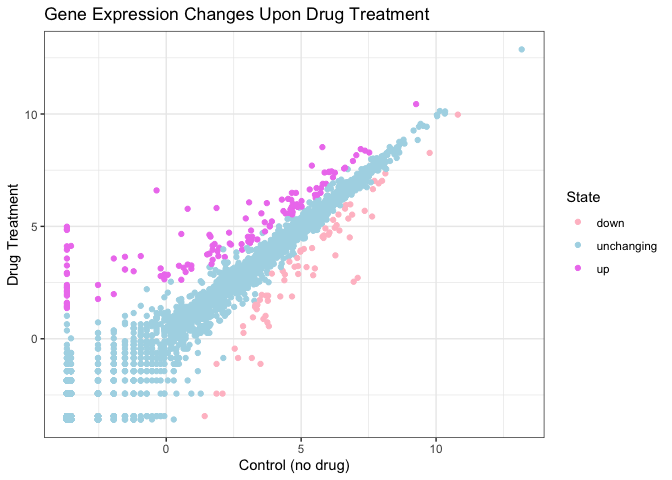 Gene Expression Changes Upon Drug Treatment
Drug Treatment
10
5
0
0
5
10
Control (no drug)
State
down
unchanging
up